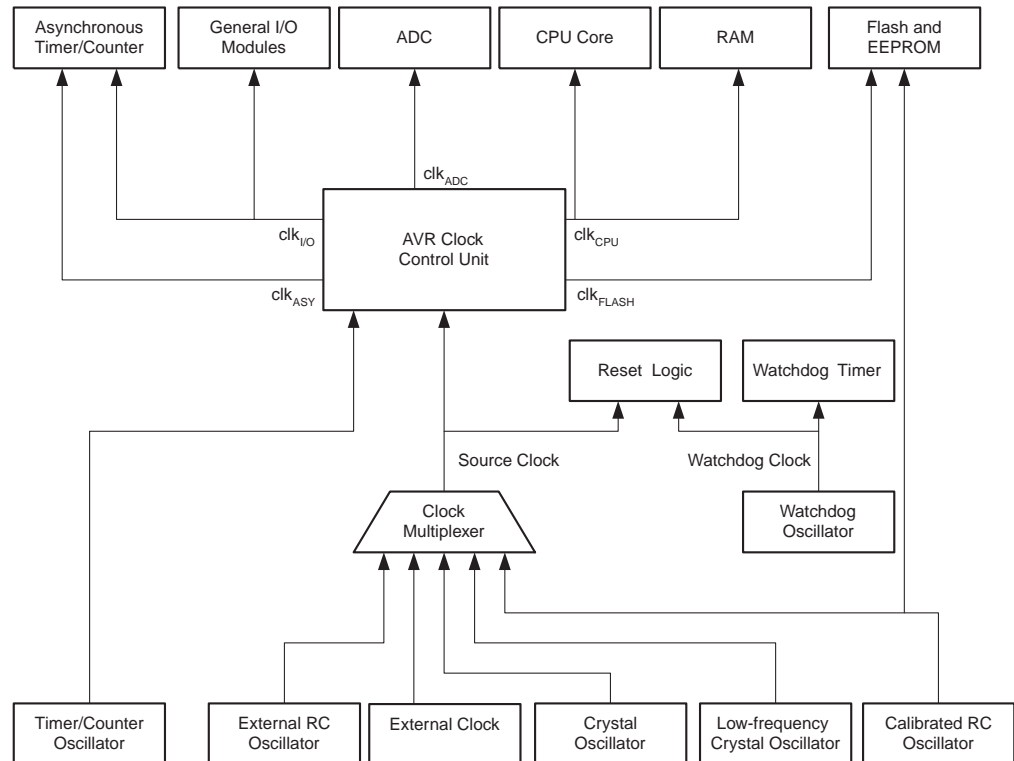 Asynchronous
Timer/Counter
General I/O
Modules
ADC
CPU Core
RAM
Flash and
EEPROM
clkADC
clkI/O
AVR Clock
Control Unit
clkCPU
clkASY
clkFLASH
Reset Logic
Watchdog Timer
Source Clock
Watchdog Clock
Clock
Multiplexer
Watchdog
Oscillator
Timer/Counter
Oscillator
External RC
Oscillator
External Clock
Crystal
Oscillator
Low-frequency
Crystal Oscillator
Calibrated RC
Oscillator